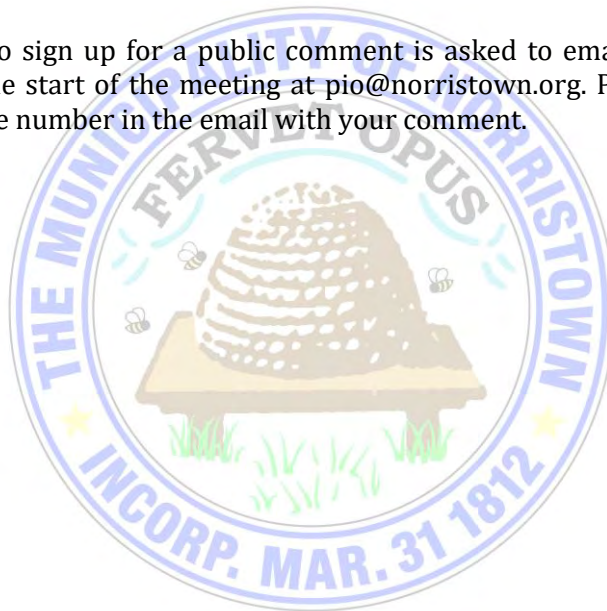 o sign up for a public comment is asked to ema
e start of the meeting at pio@norristown.org. P
e number in the email with your comment.
THE MUNICIPALITY OF NORRISTOWN
FERVET OPUS
INCORP. MAR. 31 1812